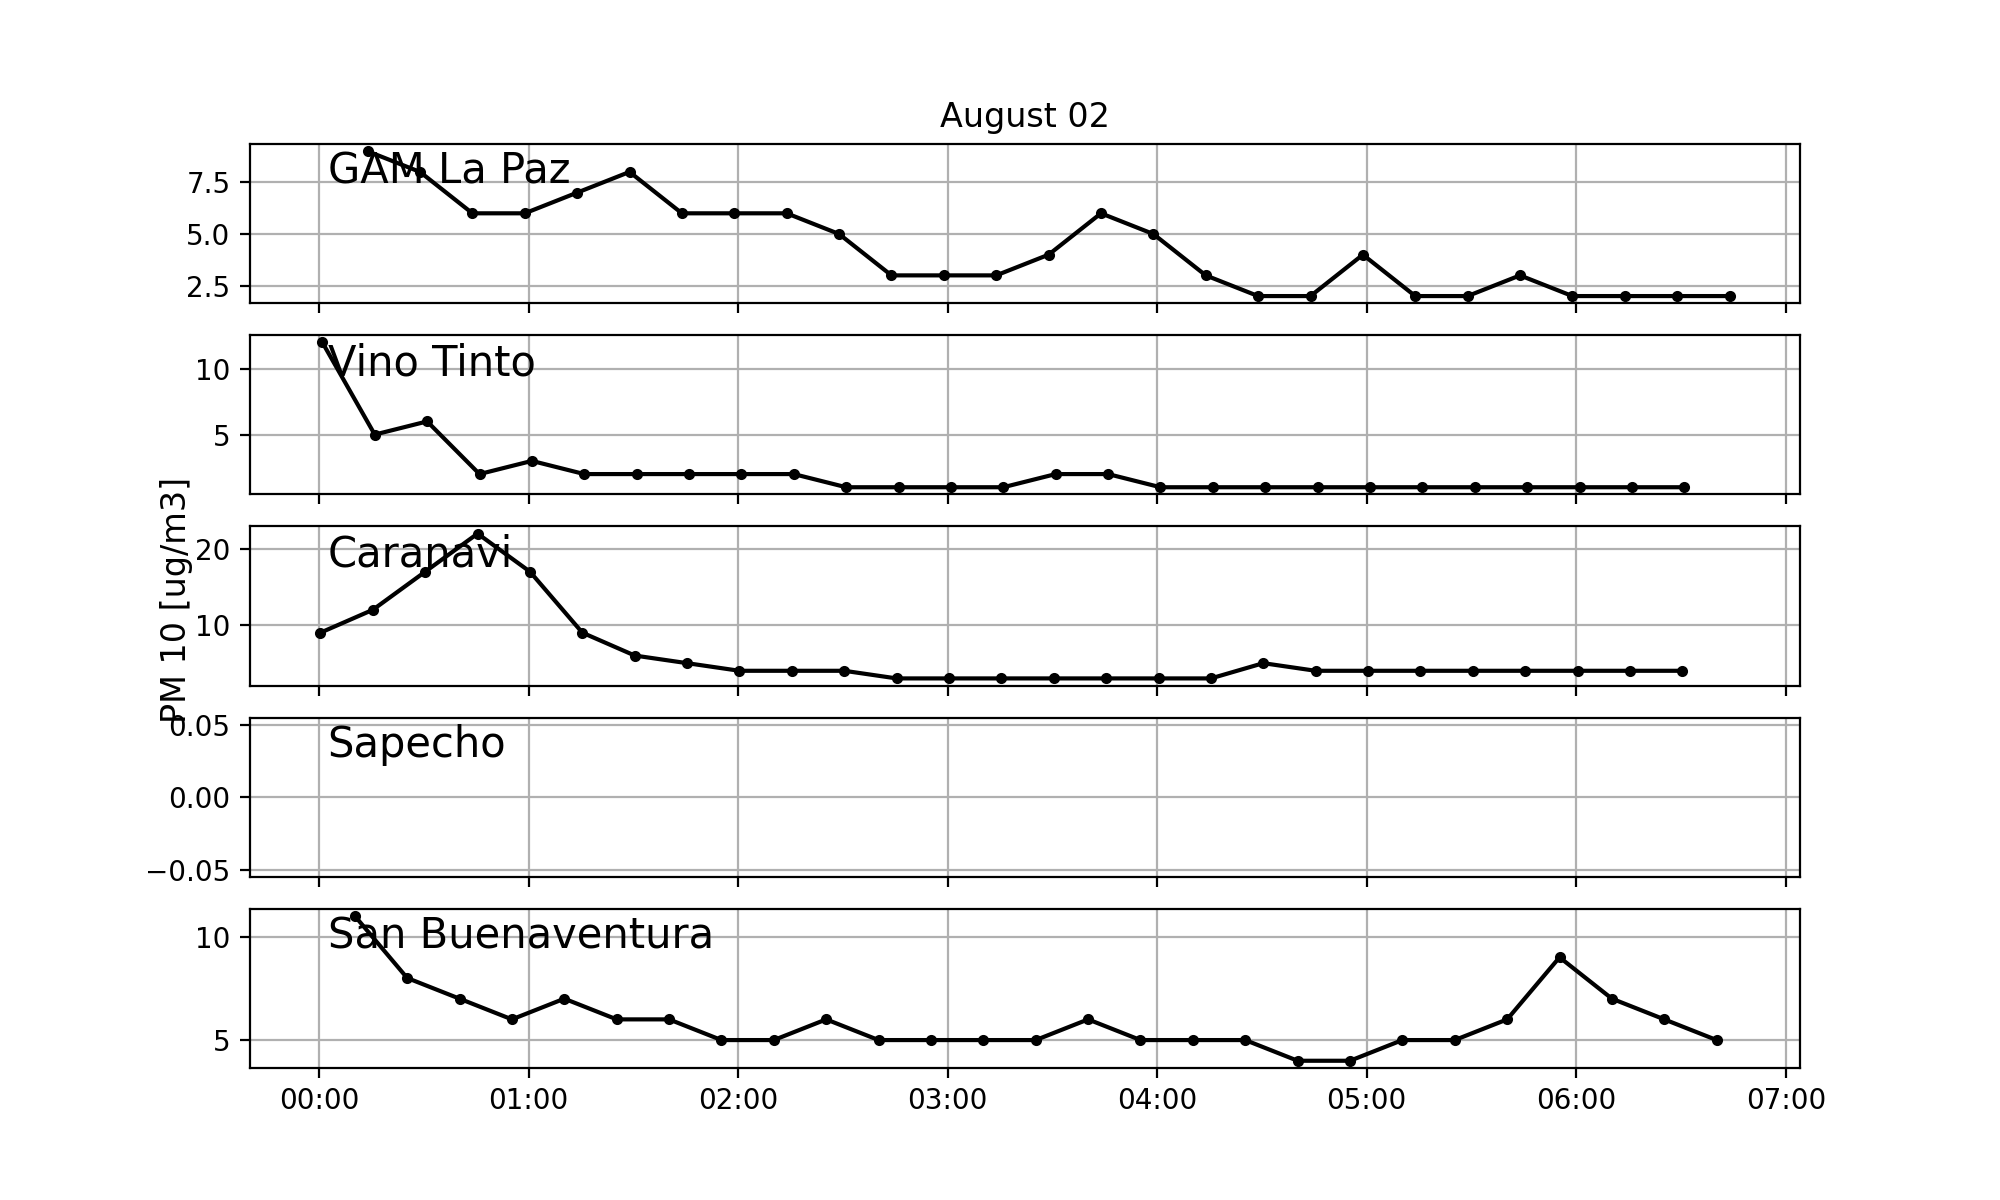 August 02
GAM La Paz
7.5
5.0
2.5
Vino Tinto
10
5
PM 10 [ug/m3]
Caranavi
20
10
Sapecho
0.05
0.00
−0.05
San Buenaventura
10
5
00:00 01:00 02:00 03:00 04:00 05:00 06:00 07:00